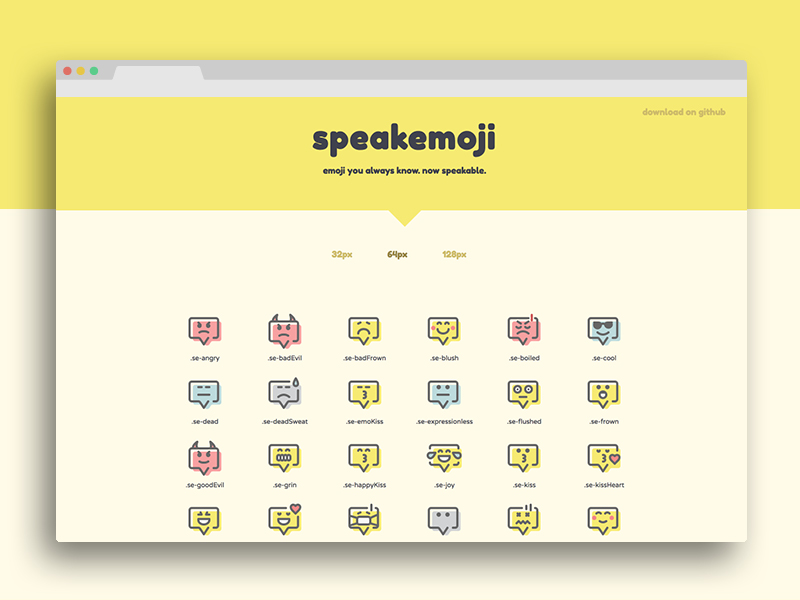 download on github
speakemoji
emoji you always know. now speakable.
32px 64px 128px
.se-angry .se-badEvil .se-badFrown .se-blush .se-boiled .se-cool
.se-dead .se-deadSweat .se-emoKiss .se-expressionless .se-flushed .se-frown
.se-goodEvil .se-grin .se-happyKiss .se-joy .se-kiss .se-kissHeart